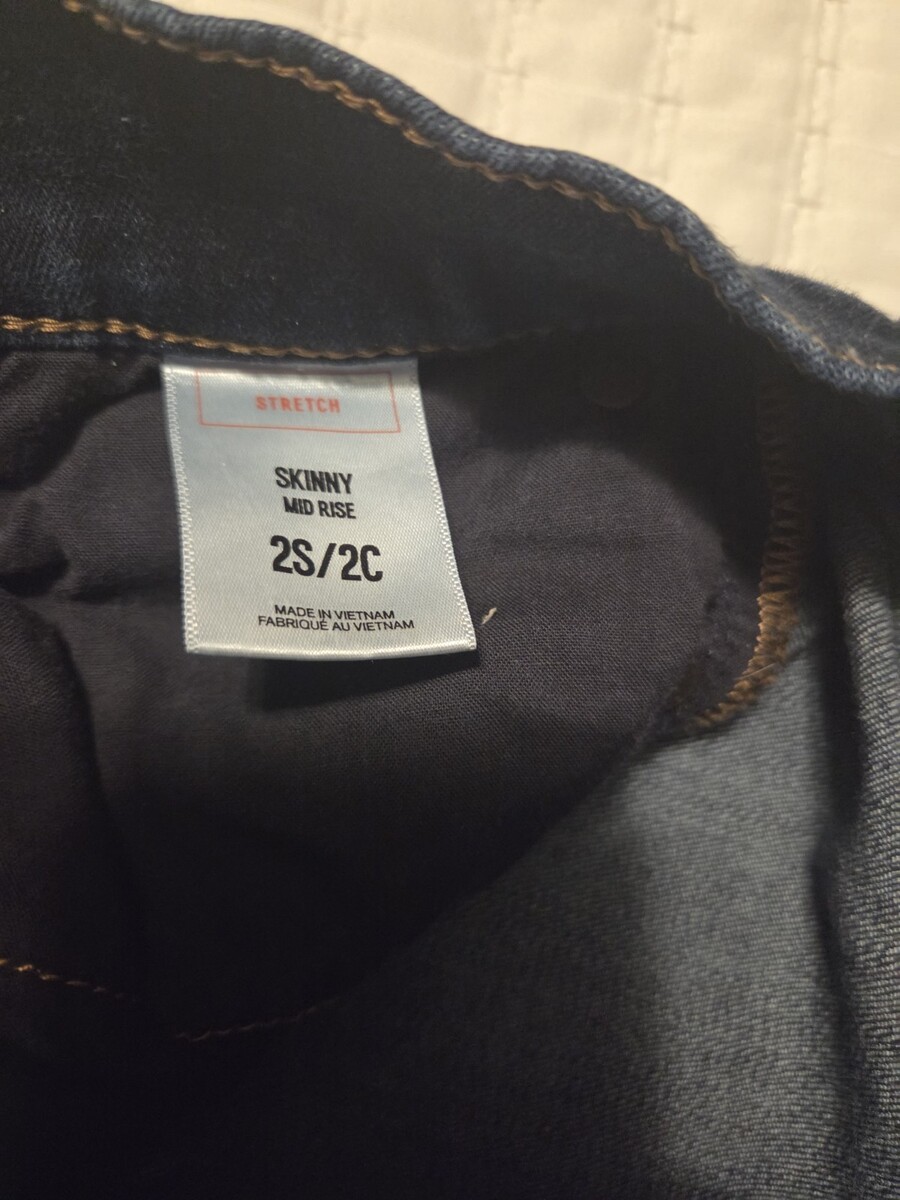 STRETCH
SKINNY
MID RISE
2S/2C
MADE IN VIETNAM
FABRIQUÉ AU VIETNAM